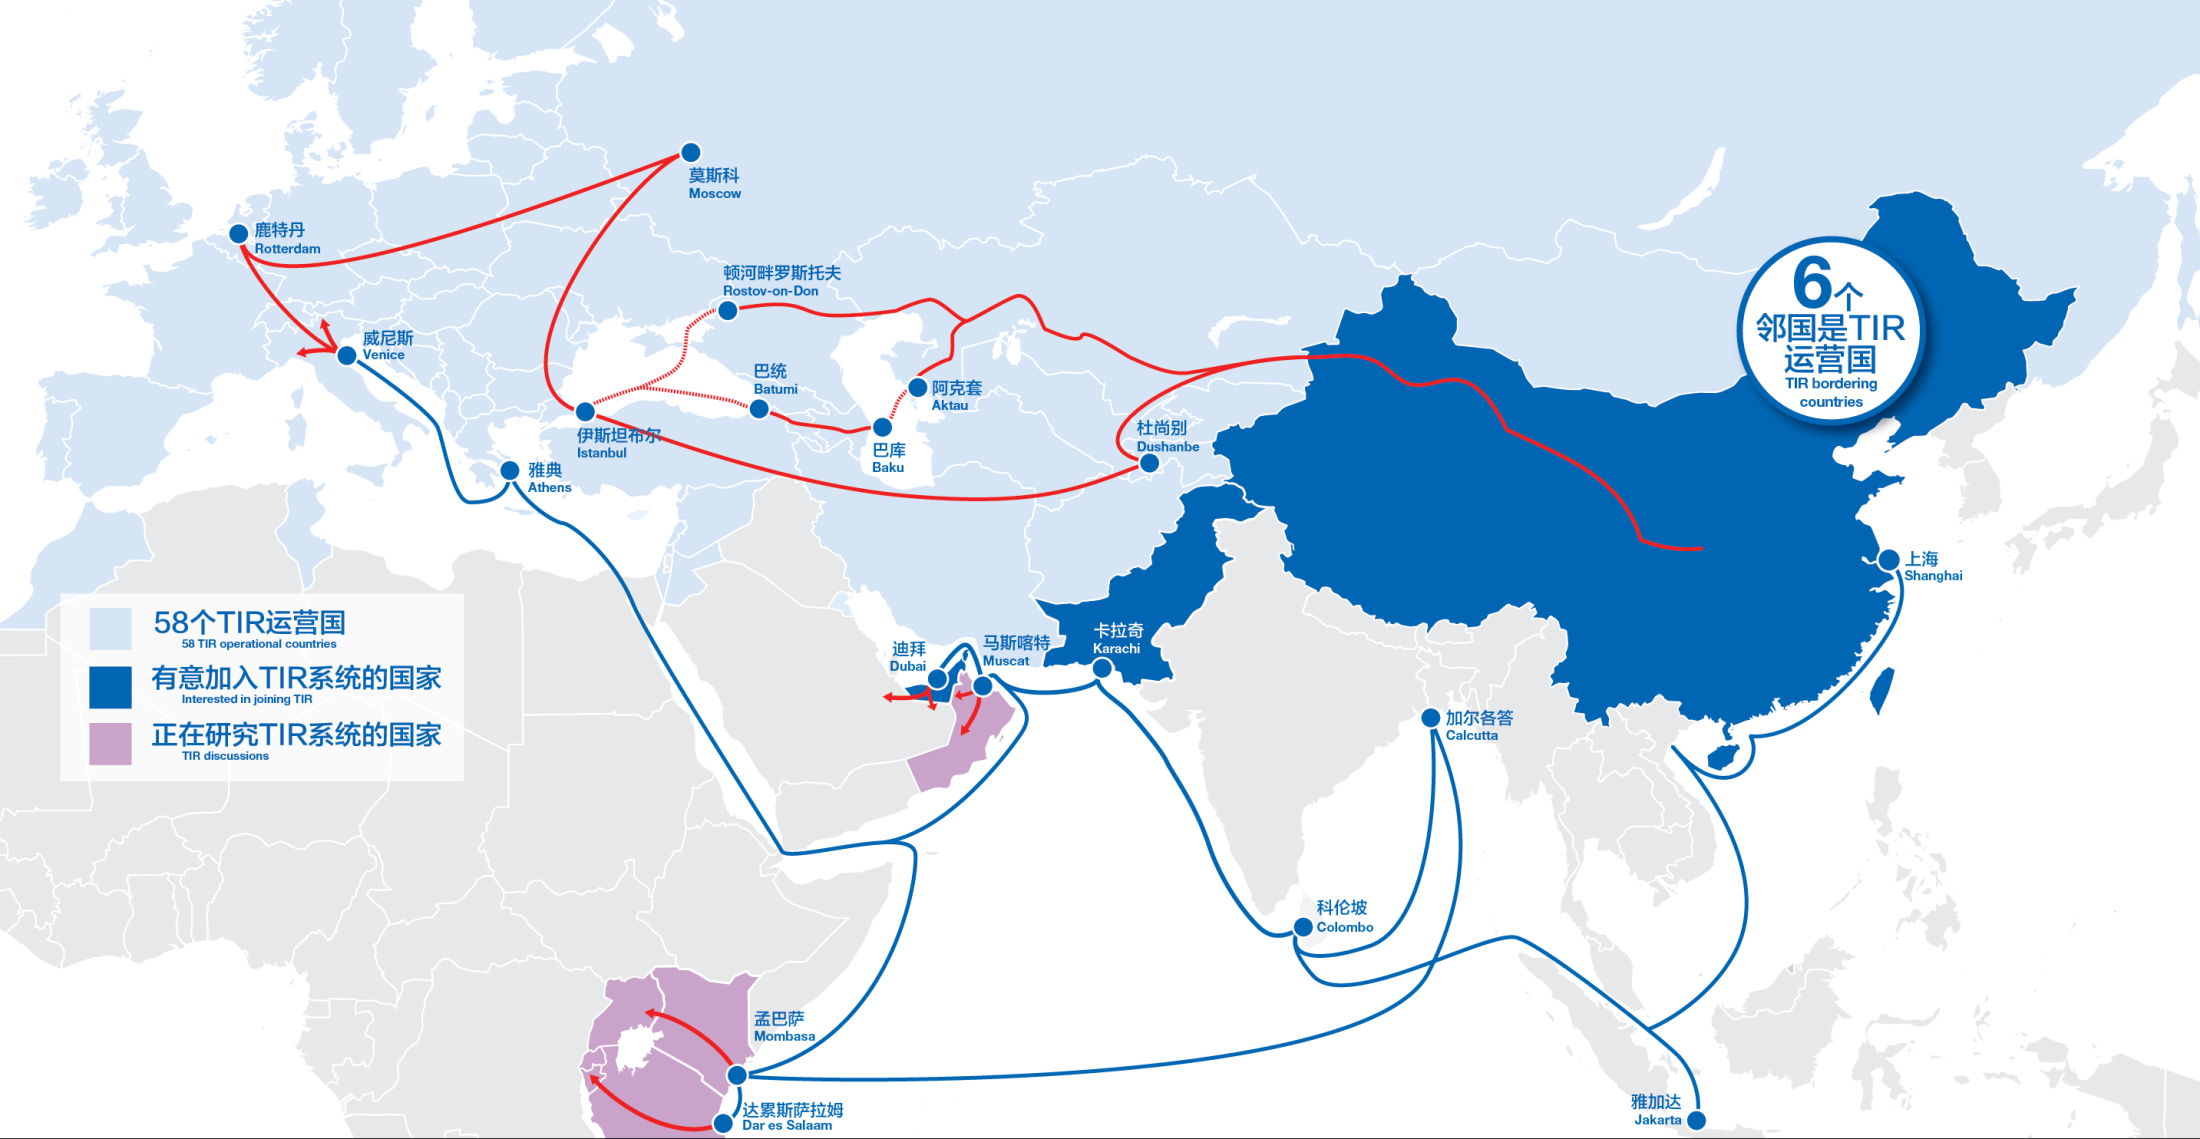 莫斯科
Moscow
鹿特丹
Rotterdam
顿河畔罗斯托夫
Rostov-on-Don
威尼斯
Venice
巴统
Batumi
阿克套
Aktau
伊斯坦布尔
Istanbul
巴库
Baku
杜尚别
Dushanbe
雅典
Athens
6个
邻国是TIR
运营国
TIR bordering
countries
上海
Shanghai
58个TIR运营国
58 TIR operational countries
有意加入TIR系统的国家
Interested in joining TIR
正在研究TIR系统的国家
TIR discussions
迪拜
Dubai
马斯喀特
Muscat
卡拉奇
Karachi
加尔各答
Calcutta
科伦坡
Colombo
孟巴萨
Mombasa
达累斯萨拉姆
Dar es Salaam
雅加达
Jakarta